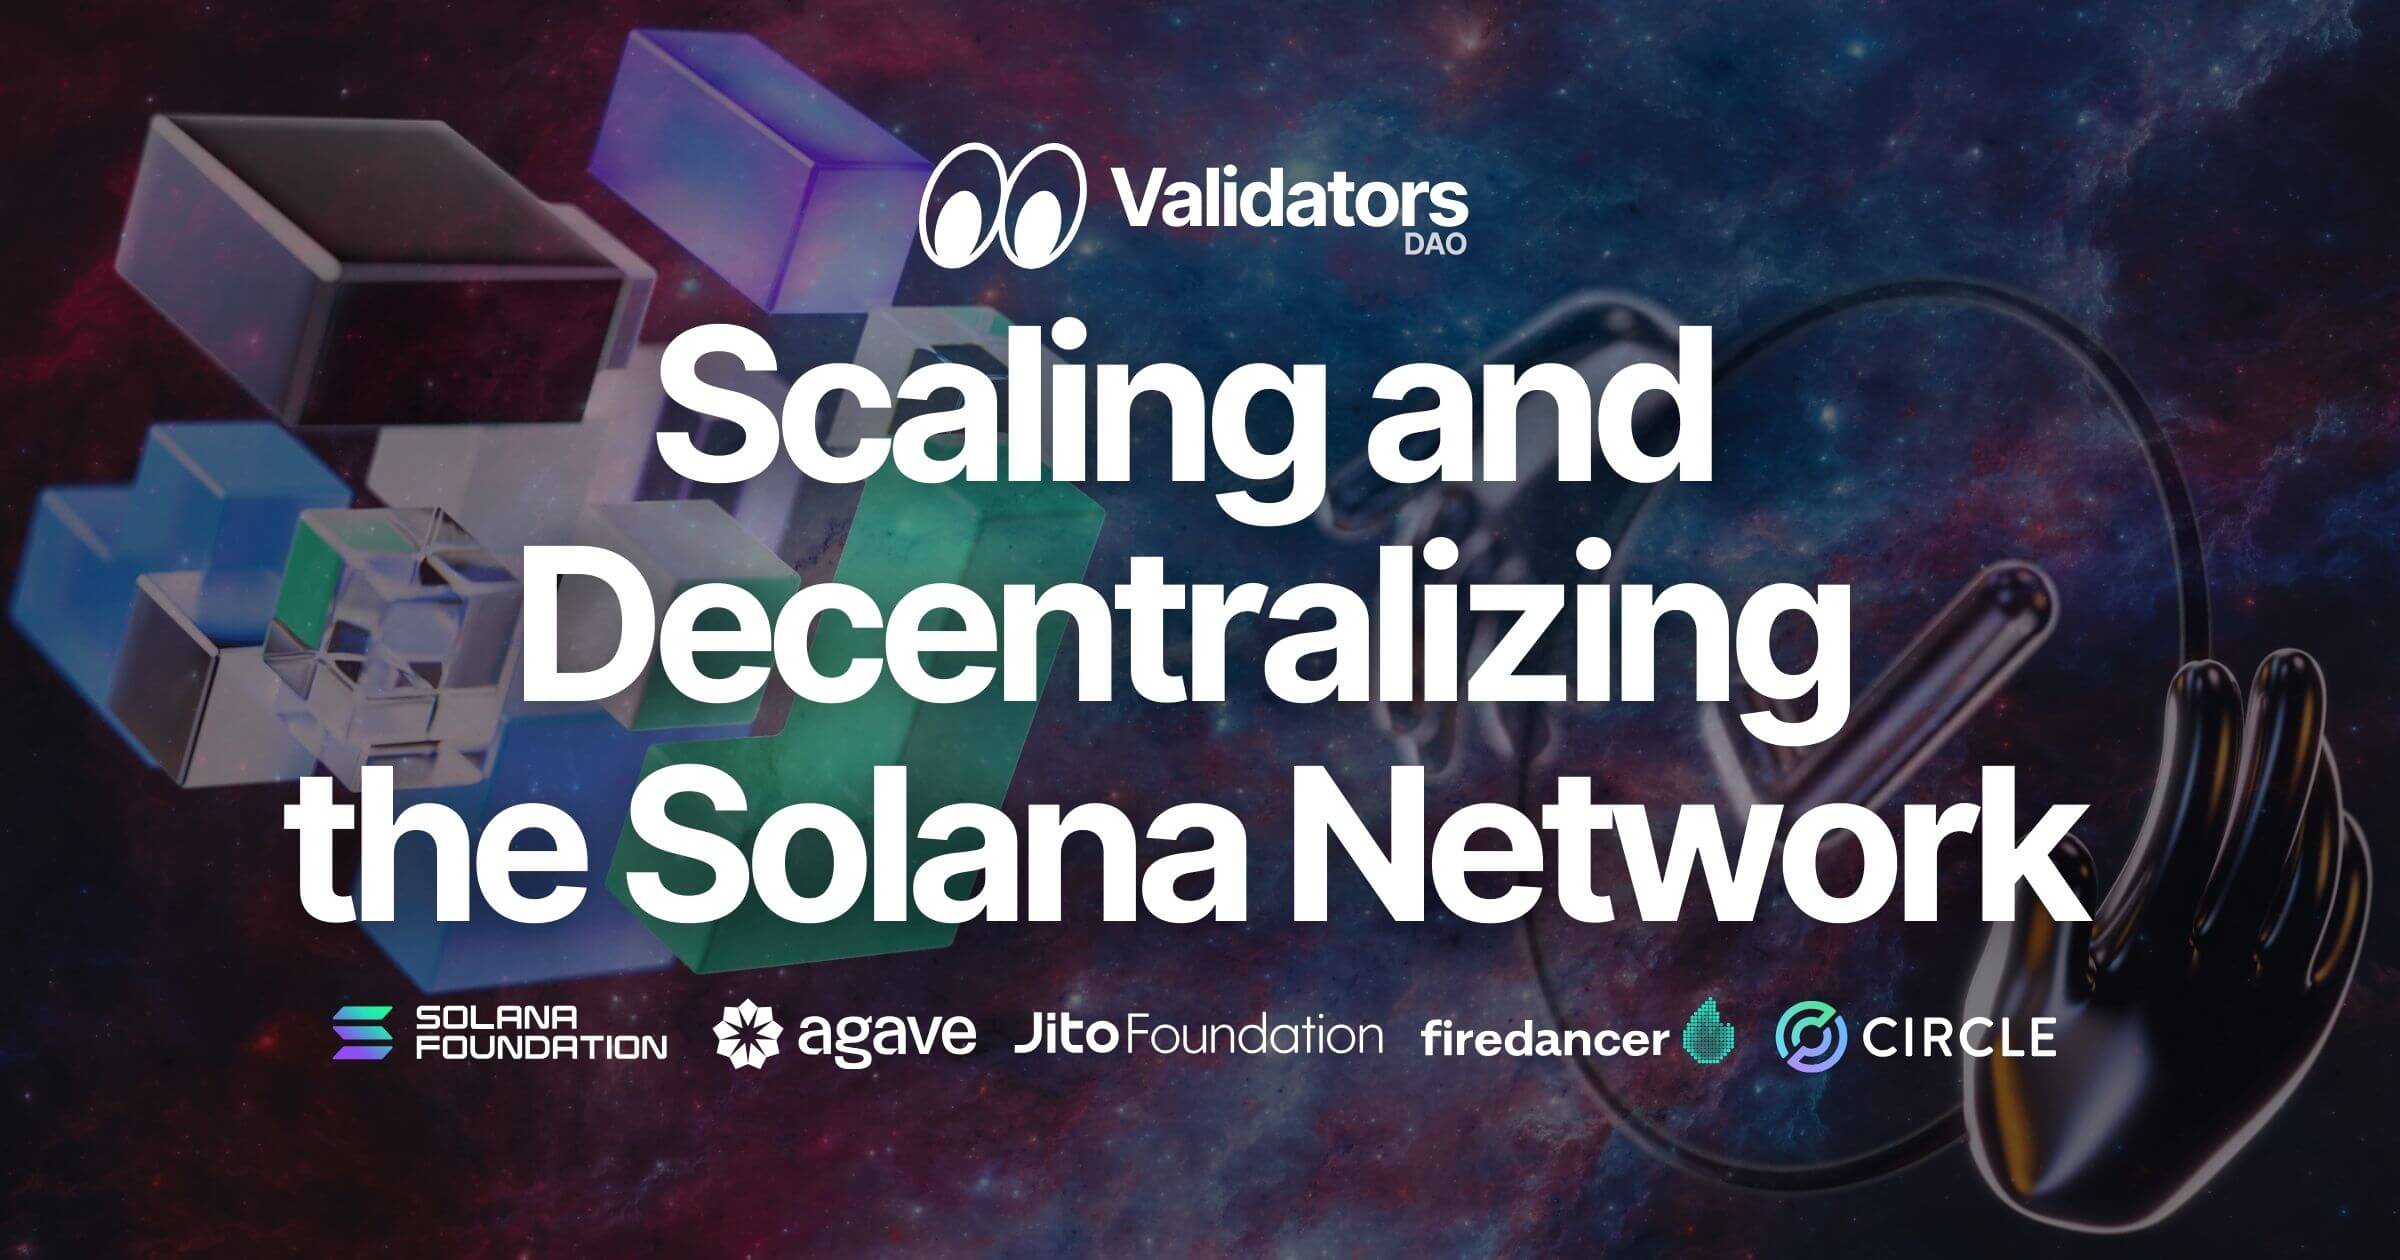 Validators
DAO
Scaling and
Decentralizing
the Solana Network
SOLANA
FOUNDATION
agave
Jito Foundation
firedancer
CIRCLE